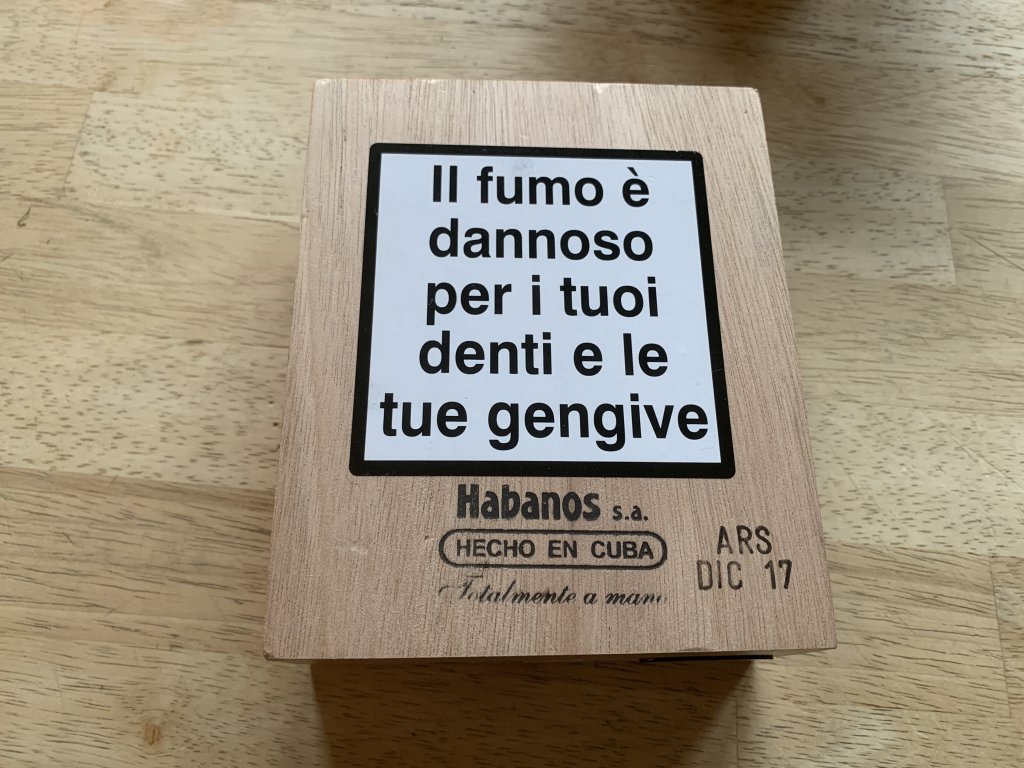 Il fumo è
dannoso
per i tuoi
denti e le
tue gengive
Habanos s.a.
HECHO EN CUBA
Totalmente a mano
ARS
DIC 17